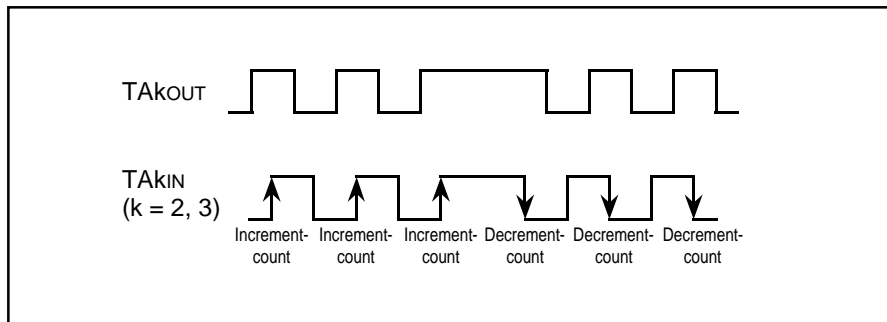 TAkOUT
TAkIN
(k = 2, 3)
Increment-
count
Increment-
count
Increment-
count
Decrement-
count
Decrement-
count
Decrement-
count